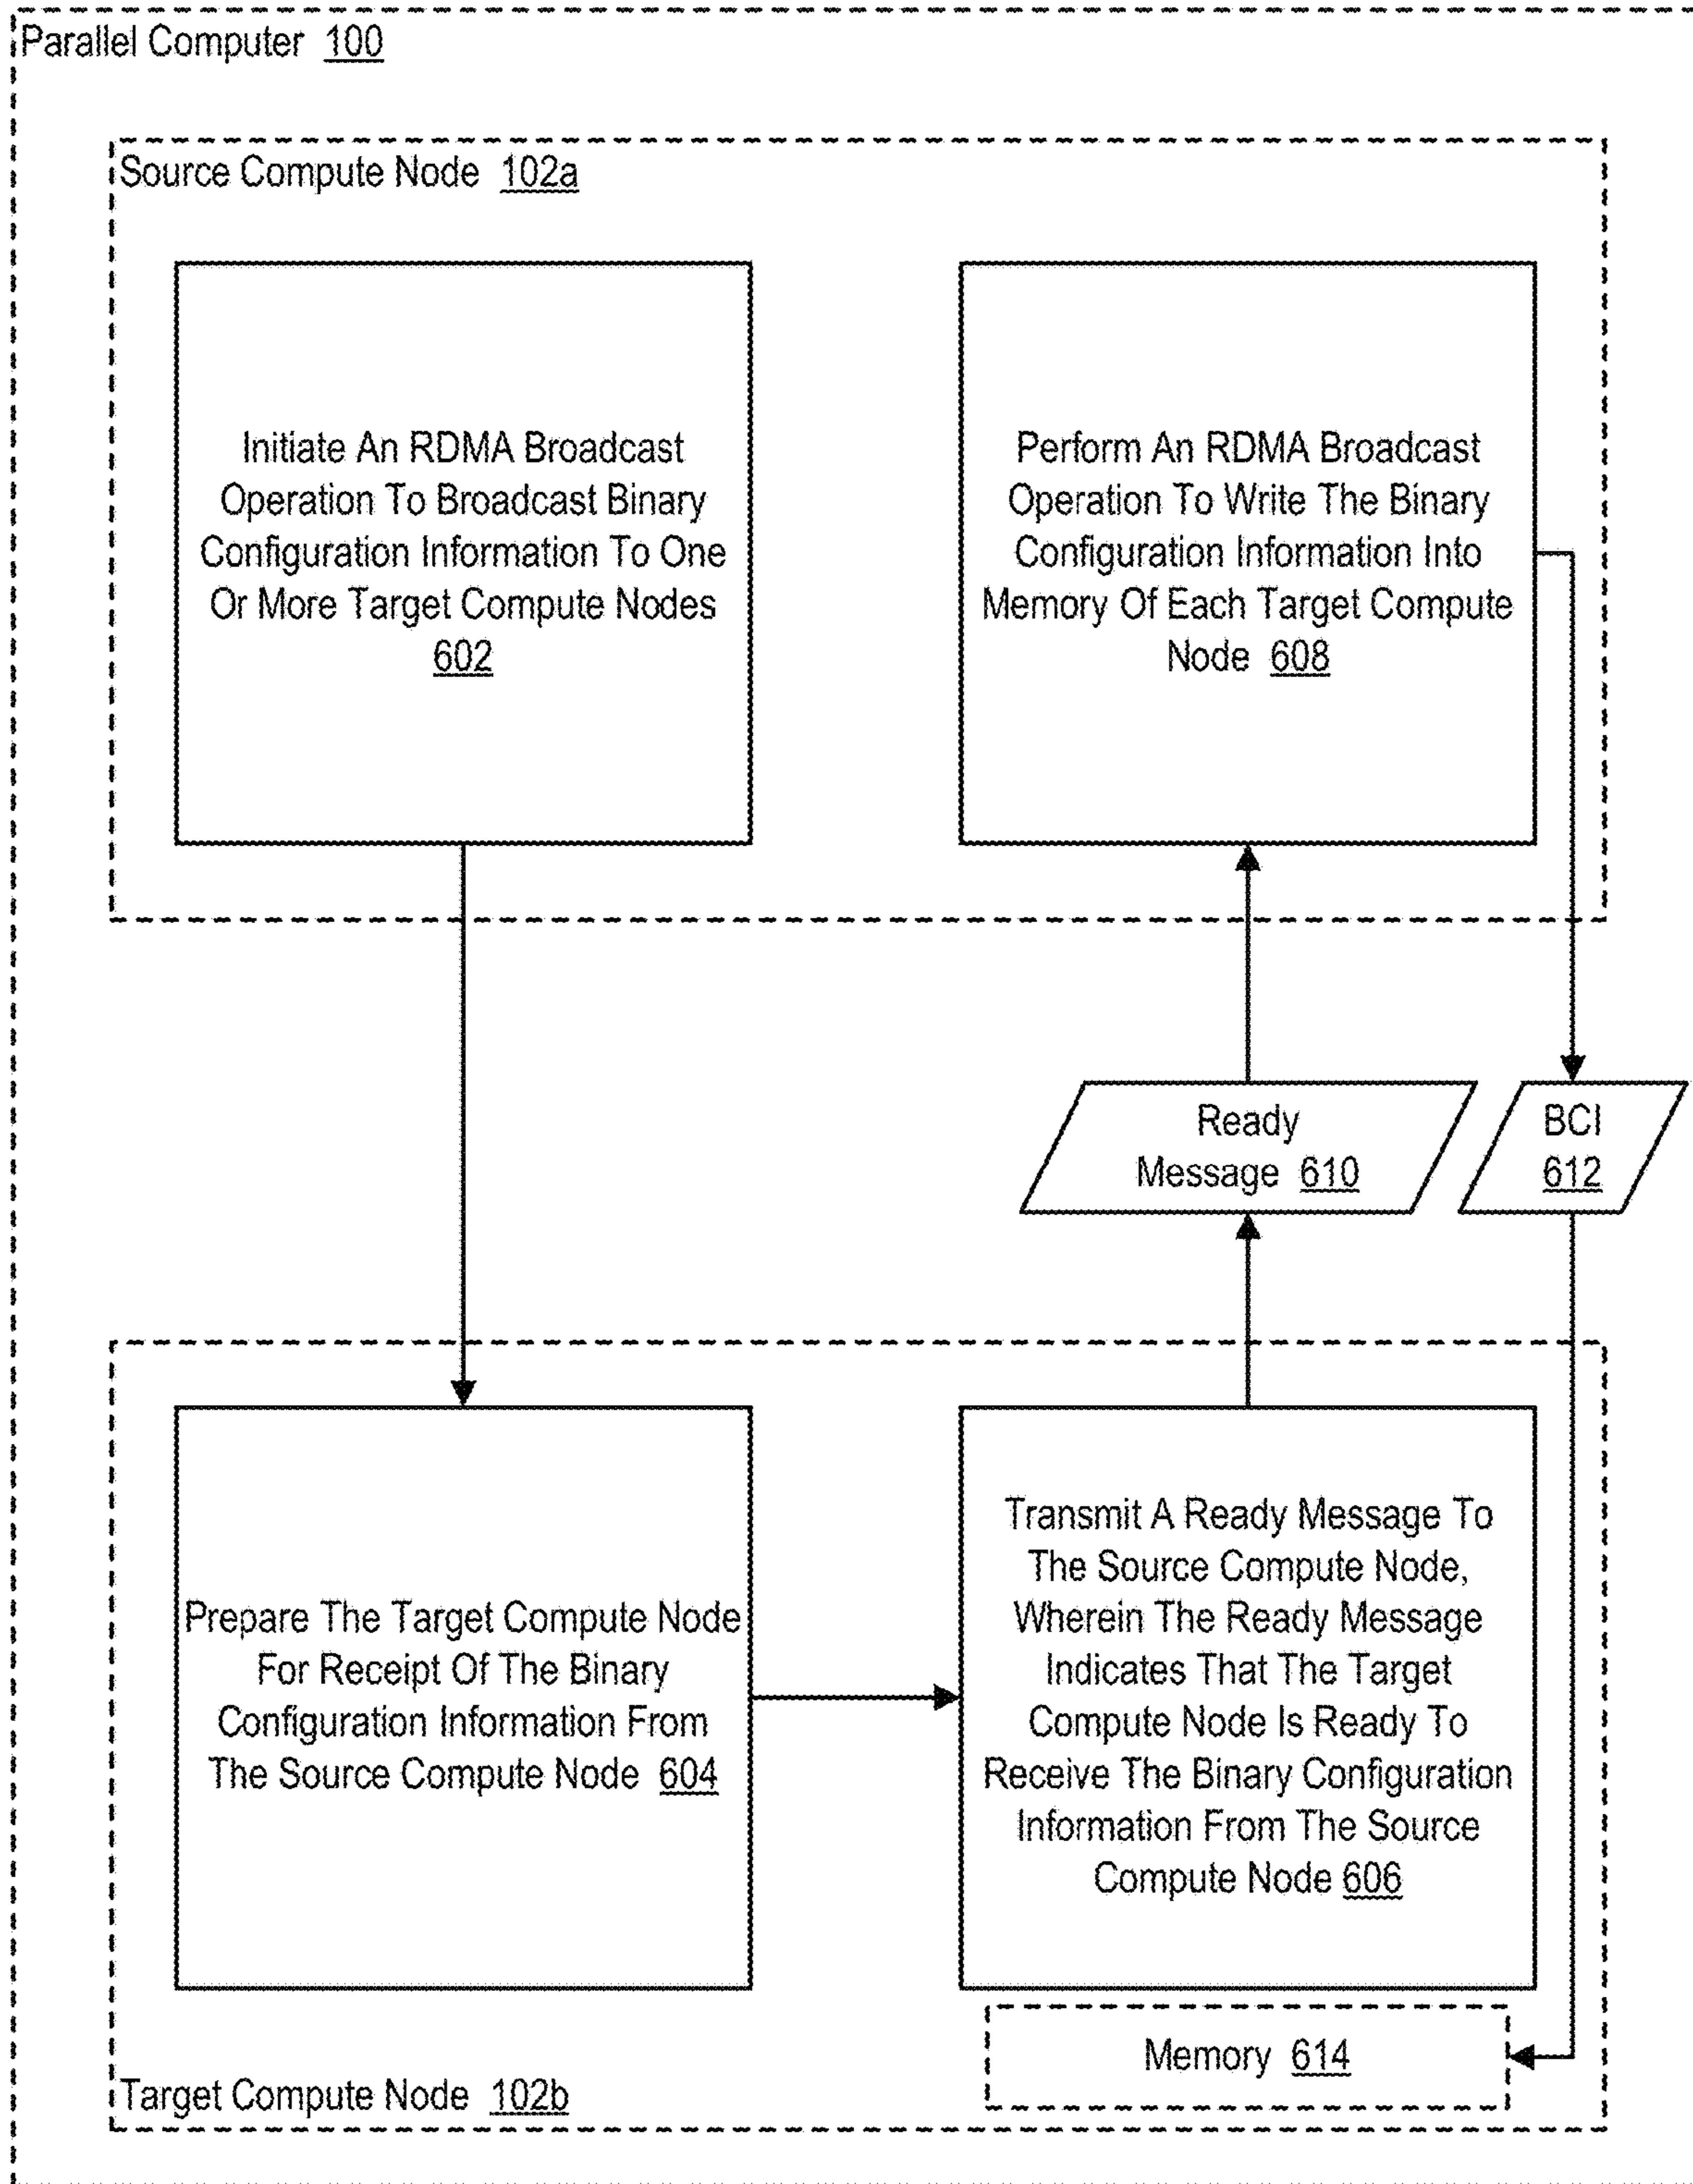 Parallel Computer 100
Source Compute Node 102a
Initiate An RDMA Broadcast
Operation To Broadcast Binary
Configuration Information To One
Or More Target Compute Nodes
602
Perform An RDMA Broadcast
Operation To Write The Binary
Configuration Information Into
Memory Of Each Target Compute
Node 608
Ready
Message 610
BCI
612
Prepare The Target Compute Node
For Receipt Of The Binary
Configuration Information From
The Source Compute Node 604
Transmit A Ready Message To
The Source Compute Node,
Wherein The Ready Message
Indicates That The Target
Compute Node Is Ready To
Receive The Binary Configuration
Information From The Source
Compute Node 606
Memory 614
Target Compute Node 102b